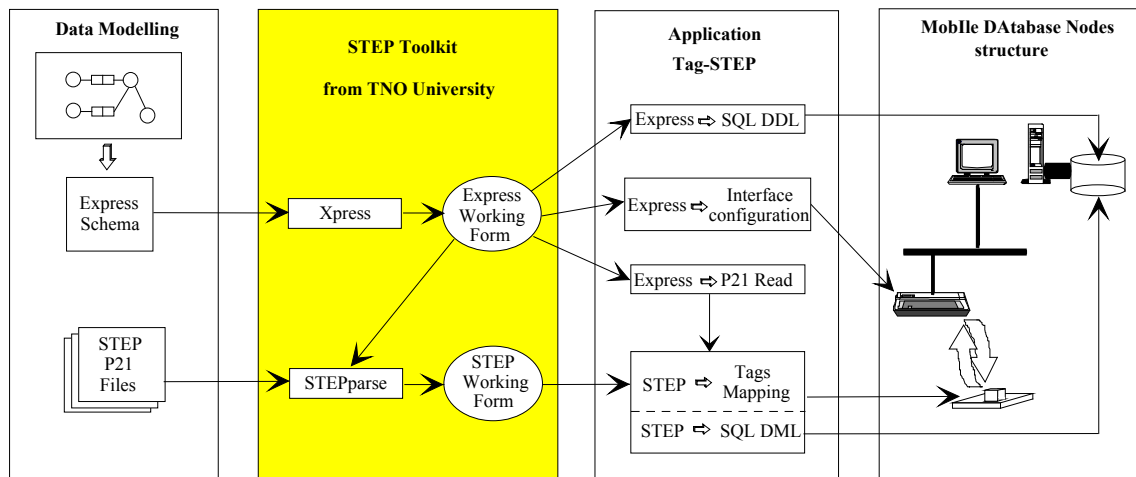 Data Modelling
Express
Schema
STEP
P21
Files
STEP Toolkit
from TNO University
Xpress
Express
Working
Form
STEPparse
STEP
Working
Form
Application
Tag-STEP
Express ⇨ SQL DDL
Express ⇨ Interface
configuration
Express ⇨ P21 Read
STEP ⇨ Tags
Mapping
STEP ⇨ SQL DML
MobIle DAtabase Nodes
structure